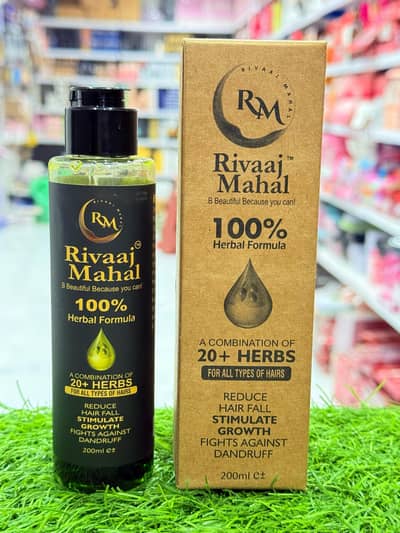 RM
RIVAAJ MAHAL
Rivaaj™
Mahal
B Beautiful Because you can!
100%
Herbal Formula
A COMBINATION OF
20+ HERBS
FOR ALL TYPES OF HAIRS
REDUCE
HAIR FALL
STIMULATE
GROWTH
FIGHTS AGAINST
DANDRUFF
200ml e±
RIVAAJ MAHAL
RM
Rivaaj™
Mahal
B Beautiful Because you can!
100%
Herbal Formula
A COMBINATION OF
20+ HERBS
FOR ALL TYPES OF HAIRS
REDUCE
HAIR FALL
STIMULATE
GROWTH
FIGHTS AGAINST
DANDRUFF
200ml e±